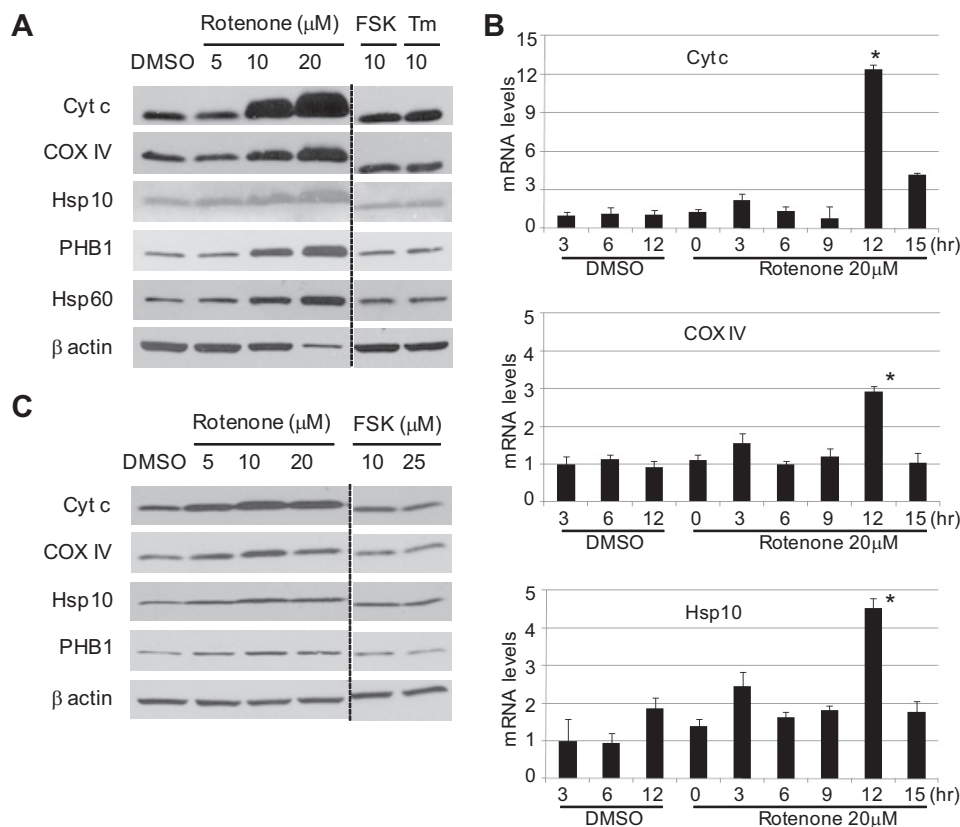 A
Rotenone (μM) FSK Tm
DMSO 5 10 20 10 10
Cyt c
COX IV
Hsp10
PHB1
Hsp60
β actin
C
Rotenone (μM) FSK (μM)
DMSO 5 10 20 10 25
Cyt c
COX IV
Hsp10
PHB1
β actin
B
Cyt c
mRNA levels
15
12
9
6
3
0
*
3 6 12 0 3 6 9 12 15 (hr)
DMSO Rotenone 20μM
COX IV
mRNA levels
5
4
3
2
1
0
*
3 6 12 0 3 6 9 12 15 (hr)
DMSO Rotenone 20μM
Hsp10
mRNA levels
5
4
3
2
1
0
*
3 6 12 0 3 6 9 12 15 (hr)
DMSO Rotenone 20μM